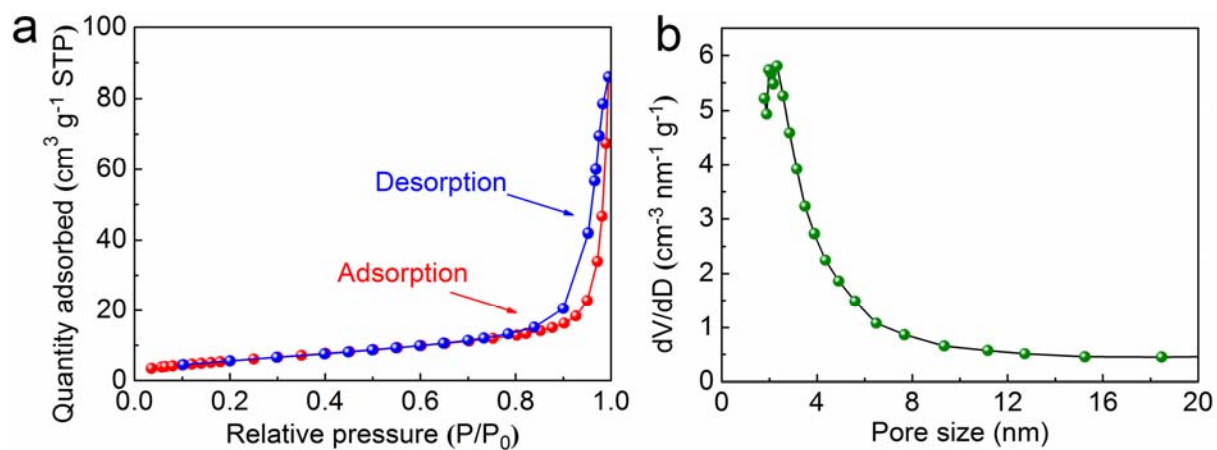 a
Quantity adsorbed (cm³ g⁻¹ STP)
100
80
60
40
20
0
Desorption
Adsorption
0.0 0.2 0.4 0.6 0.8 1.0
Relative pressure (P/P₀)
b
dV/dD (cm⁻³ nm⁻¹ g⁻¹)
6
5
4
3
2
1
0
0 4 8 12 16 20
Pore size (nm)